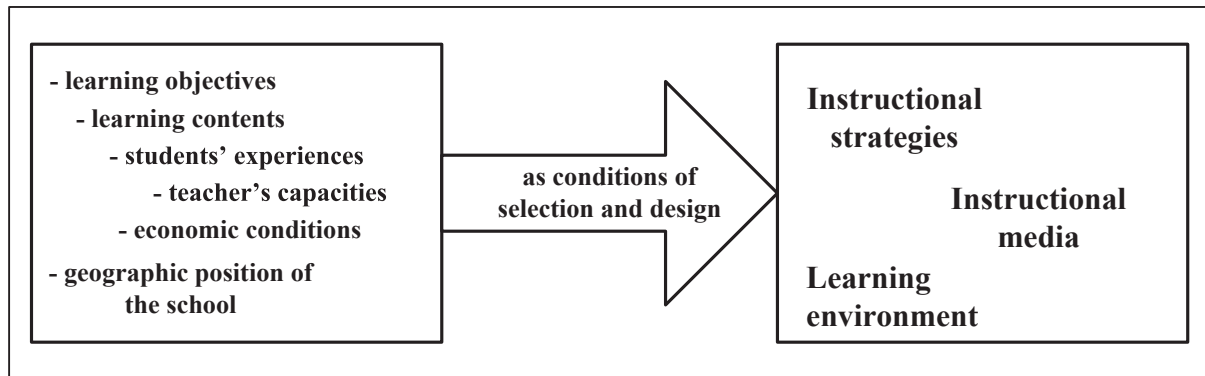 - learning objectives
- learning contents
- students’ experiences
- teacher’s capacities
- economic conditions
- geographic position of
the school
as conditions of
selection and design
Instructional
strategies
Instructional
media
Learning
environment